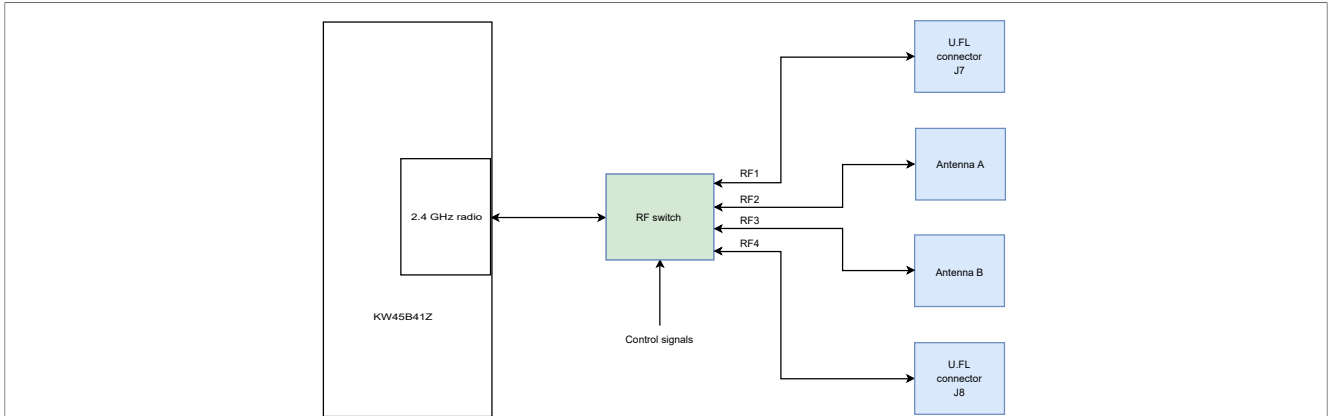 2.4 GHz radio
KW45B41Z
RF switch
Control signals
RF1
RF2
RF3
RF4
U.FL
connector
J7
Antenna A
Antenna B
U.FL
connector
J8